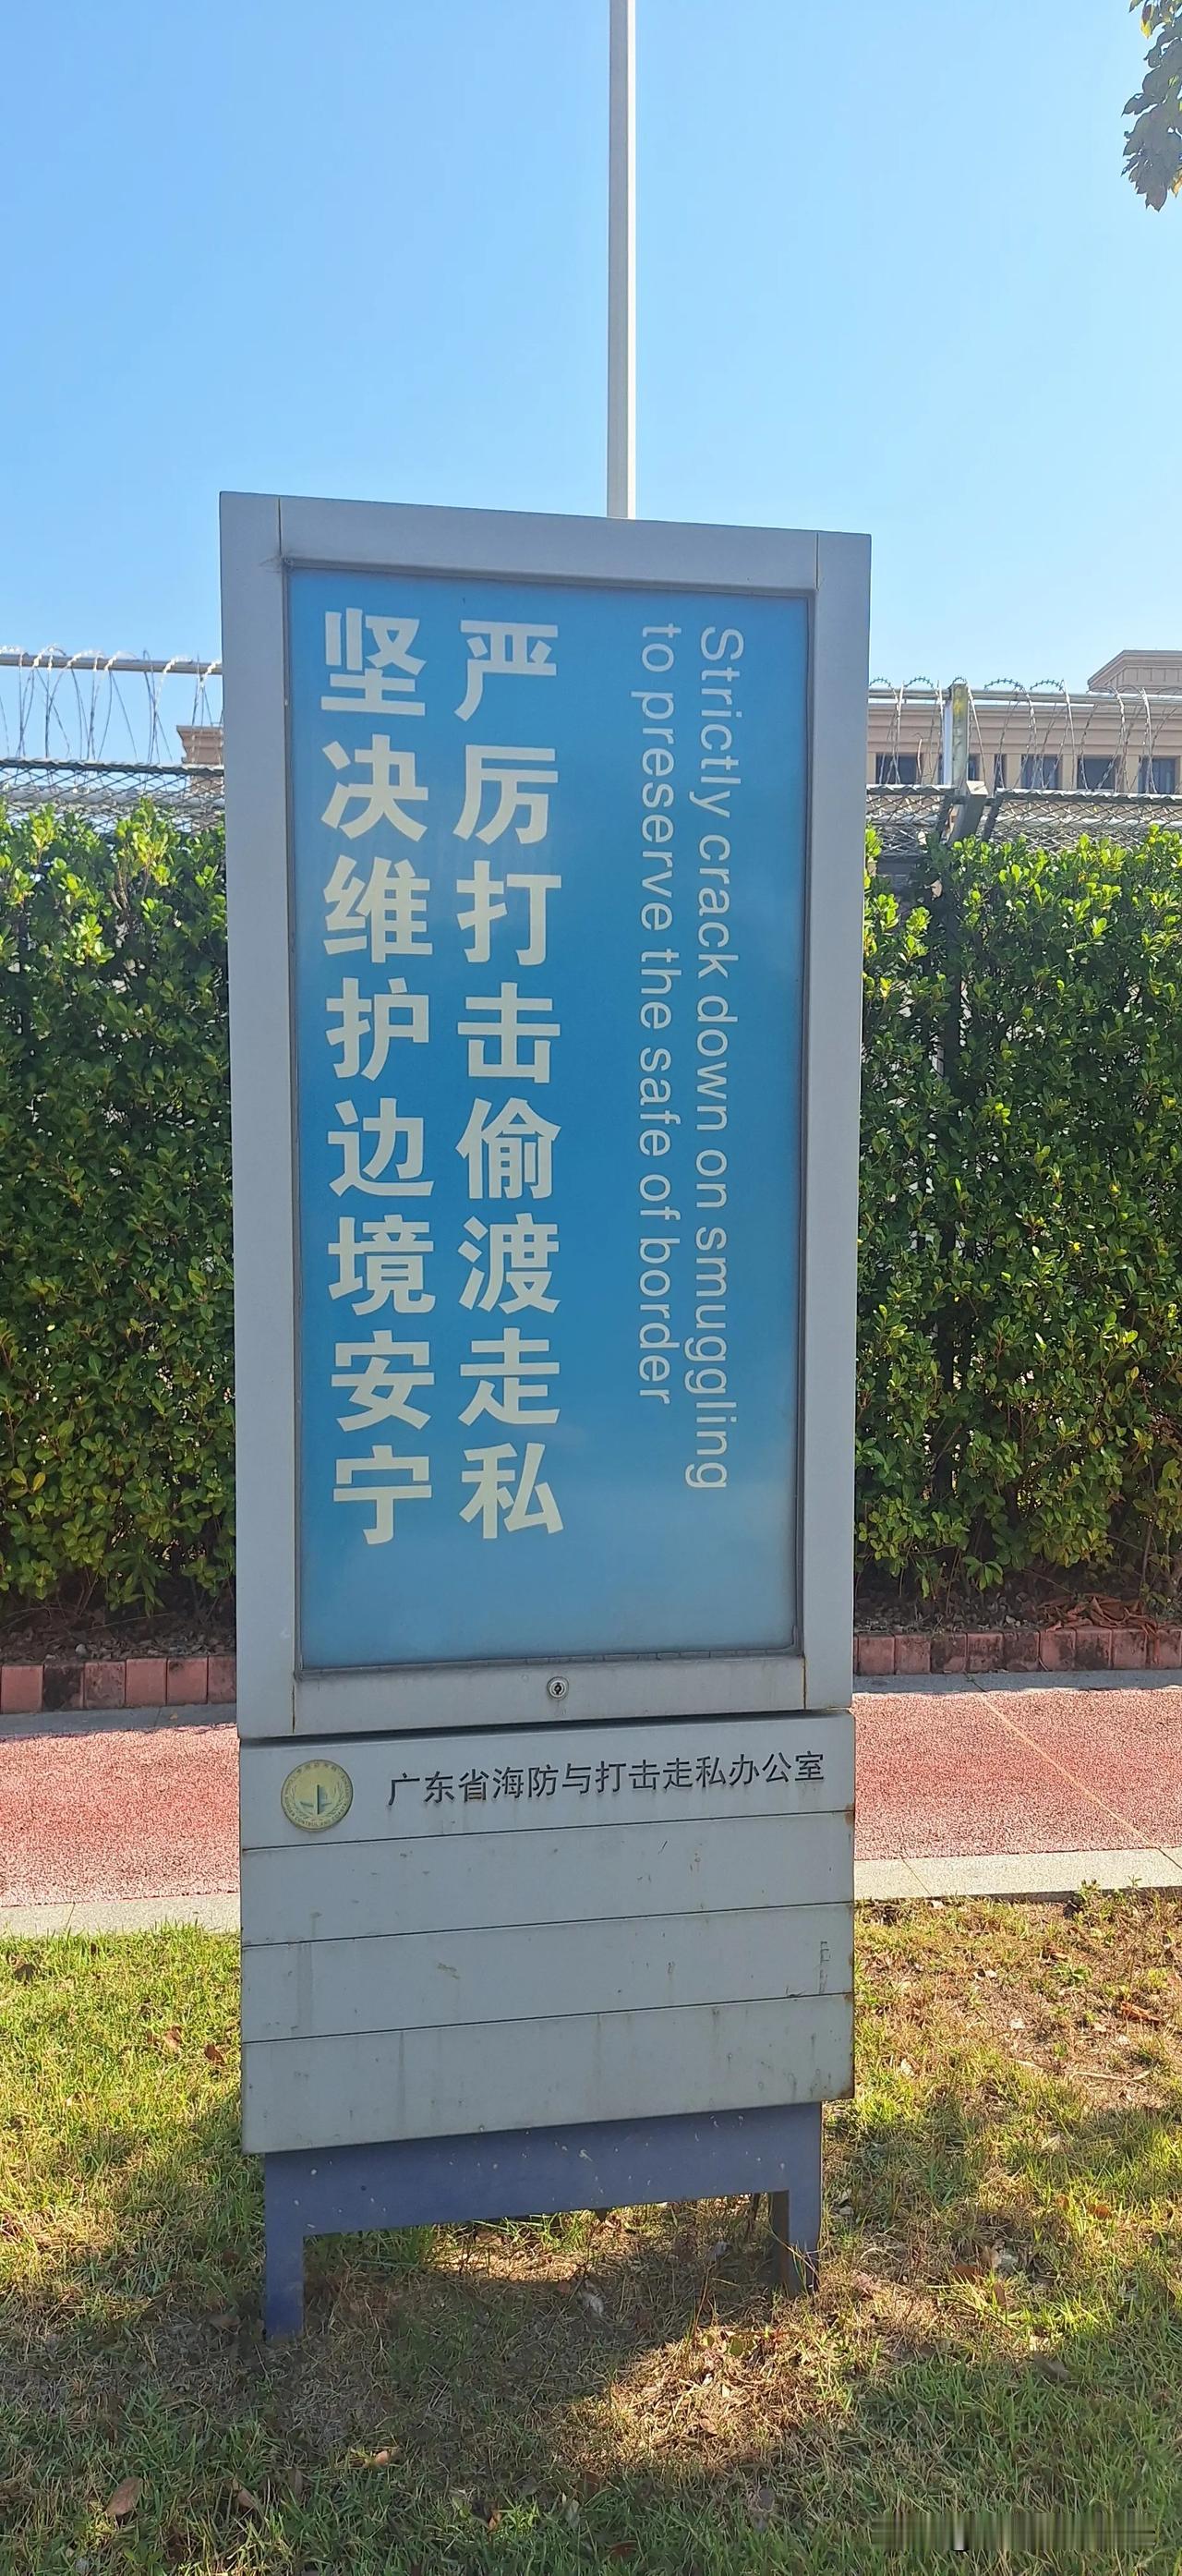 严厉打击偷渡走私
坚决维护边境安宁
Strictly crack down on smuggling
to preserve the safe of border
广东省海防与打击走私办公室